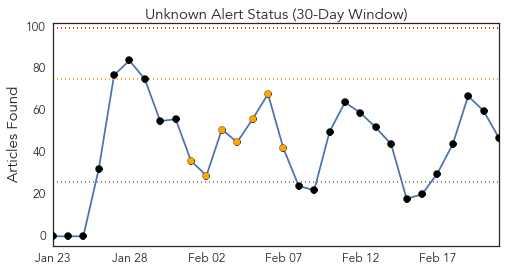 Unknown Alert Status (30-Day Window)
100
80
60
40
20
0
Articles Found
Jan 23 Jan 28 Feb 02 Feb 07 Feb 12 Feb 17